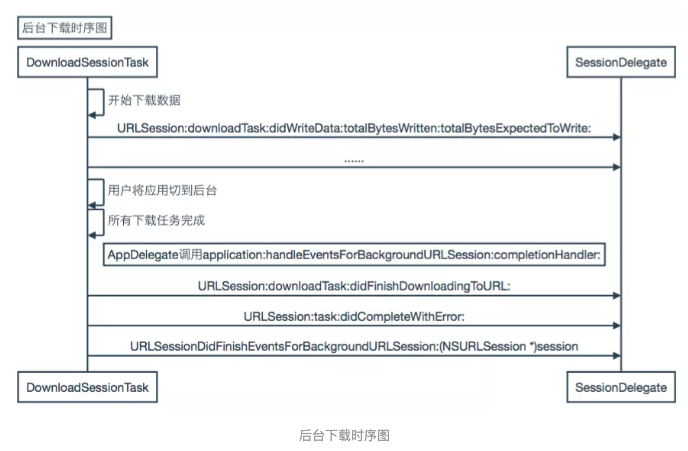 后台下载时序图
DownloadSessionTask SessionDelegate
开始下载数据
URLSession:downloadTask:didWriteData:totalBytesWritten:totalBytesExpectedToWrite:
......
用户将应用切到后台
所有下载任务完成
AppDelegate调用application:handleEventsForBackgroundURLSession:completionHandler:
URLSession:downloadTask:didFinishDownloadingToURL:
URLSession:task:didCompleteWithError:
URLSessionDidFinishEventsForBackgroundURLSession:(NSURLSession *)session
DownloadSessionTask SessionDelegate
后台下载时序图